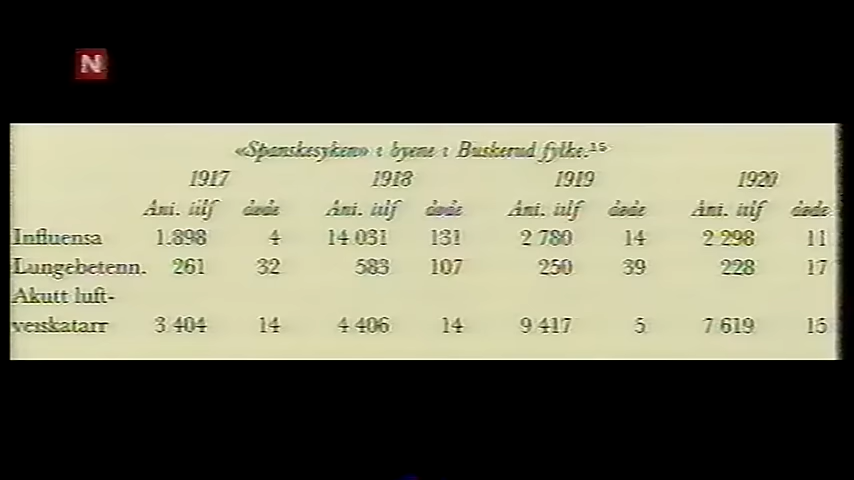 N
«Spanskesyken» i byene i Buskerud fylke.¹⁵
1917 1918 1919 1920
Ant. tilf døde Ant. tilf døde Ant. tilf døde Ant. tilf døde
Influensa 1.898 4 14 031 131 2 780 14 2 298 11
Lungebetenn. 261 32 583 107 250 39 228 17
Akutt luft-
veiskatarr 3 404 14 4 406 14 9 417 5 7 619 15